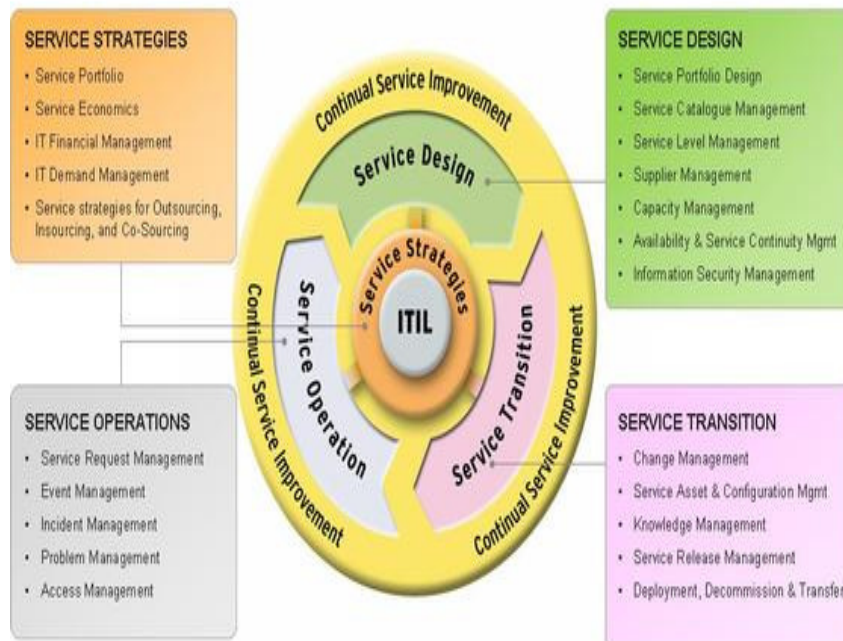 SERVICE STRATEGIES
• Service Portfolio
• Service Economics
• IT Financial Management
• IT Demand Management
• Service strategies for Outsourcing,
Insourcing, and Co-Sourcing
SERVICE DESIGN
• Service Portfolio Design
• Service Catalogue Management
• Service Level Management
• Supplier Management
• Capacity Management
• Availability & Service Continuity Mgmt
• Information Security Management
Continual Service Improvement
Service Design
Service Strategies
ITIL
Service Operation
Service Transition
Continual Service Improvement
Continual Service Improvement
SERVICE OPERATIONS
• Service Request Management
• Event Management
• Incident Management
• Problem Management
• Access Management
SERVICE TRANSITION
• Change Management
• Service Asset & Configuration Mgmt
• Knowledge Management
• Service Release Management
• Deployment, Decommission & Transfer